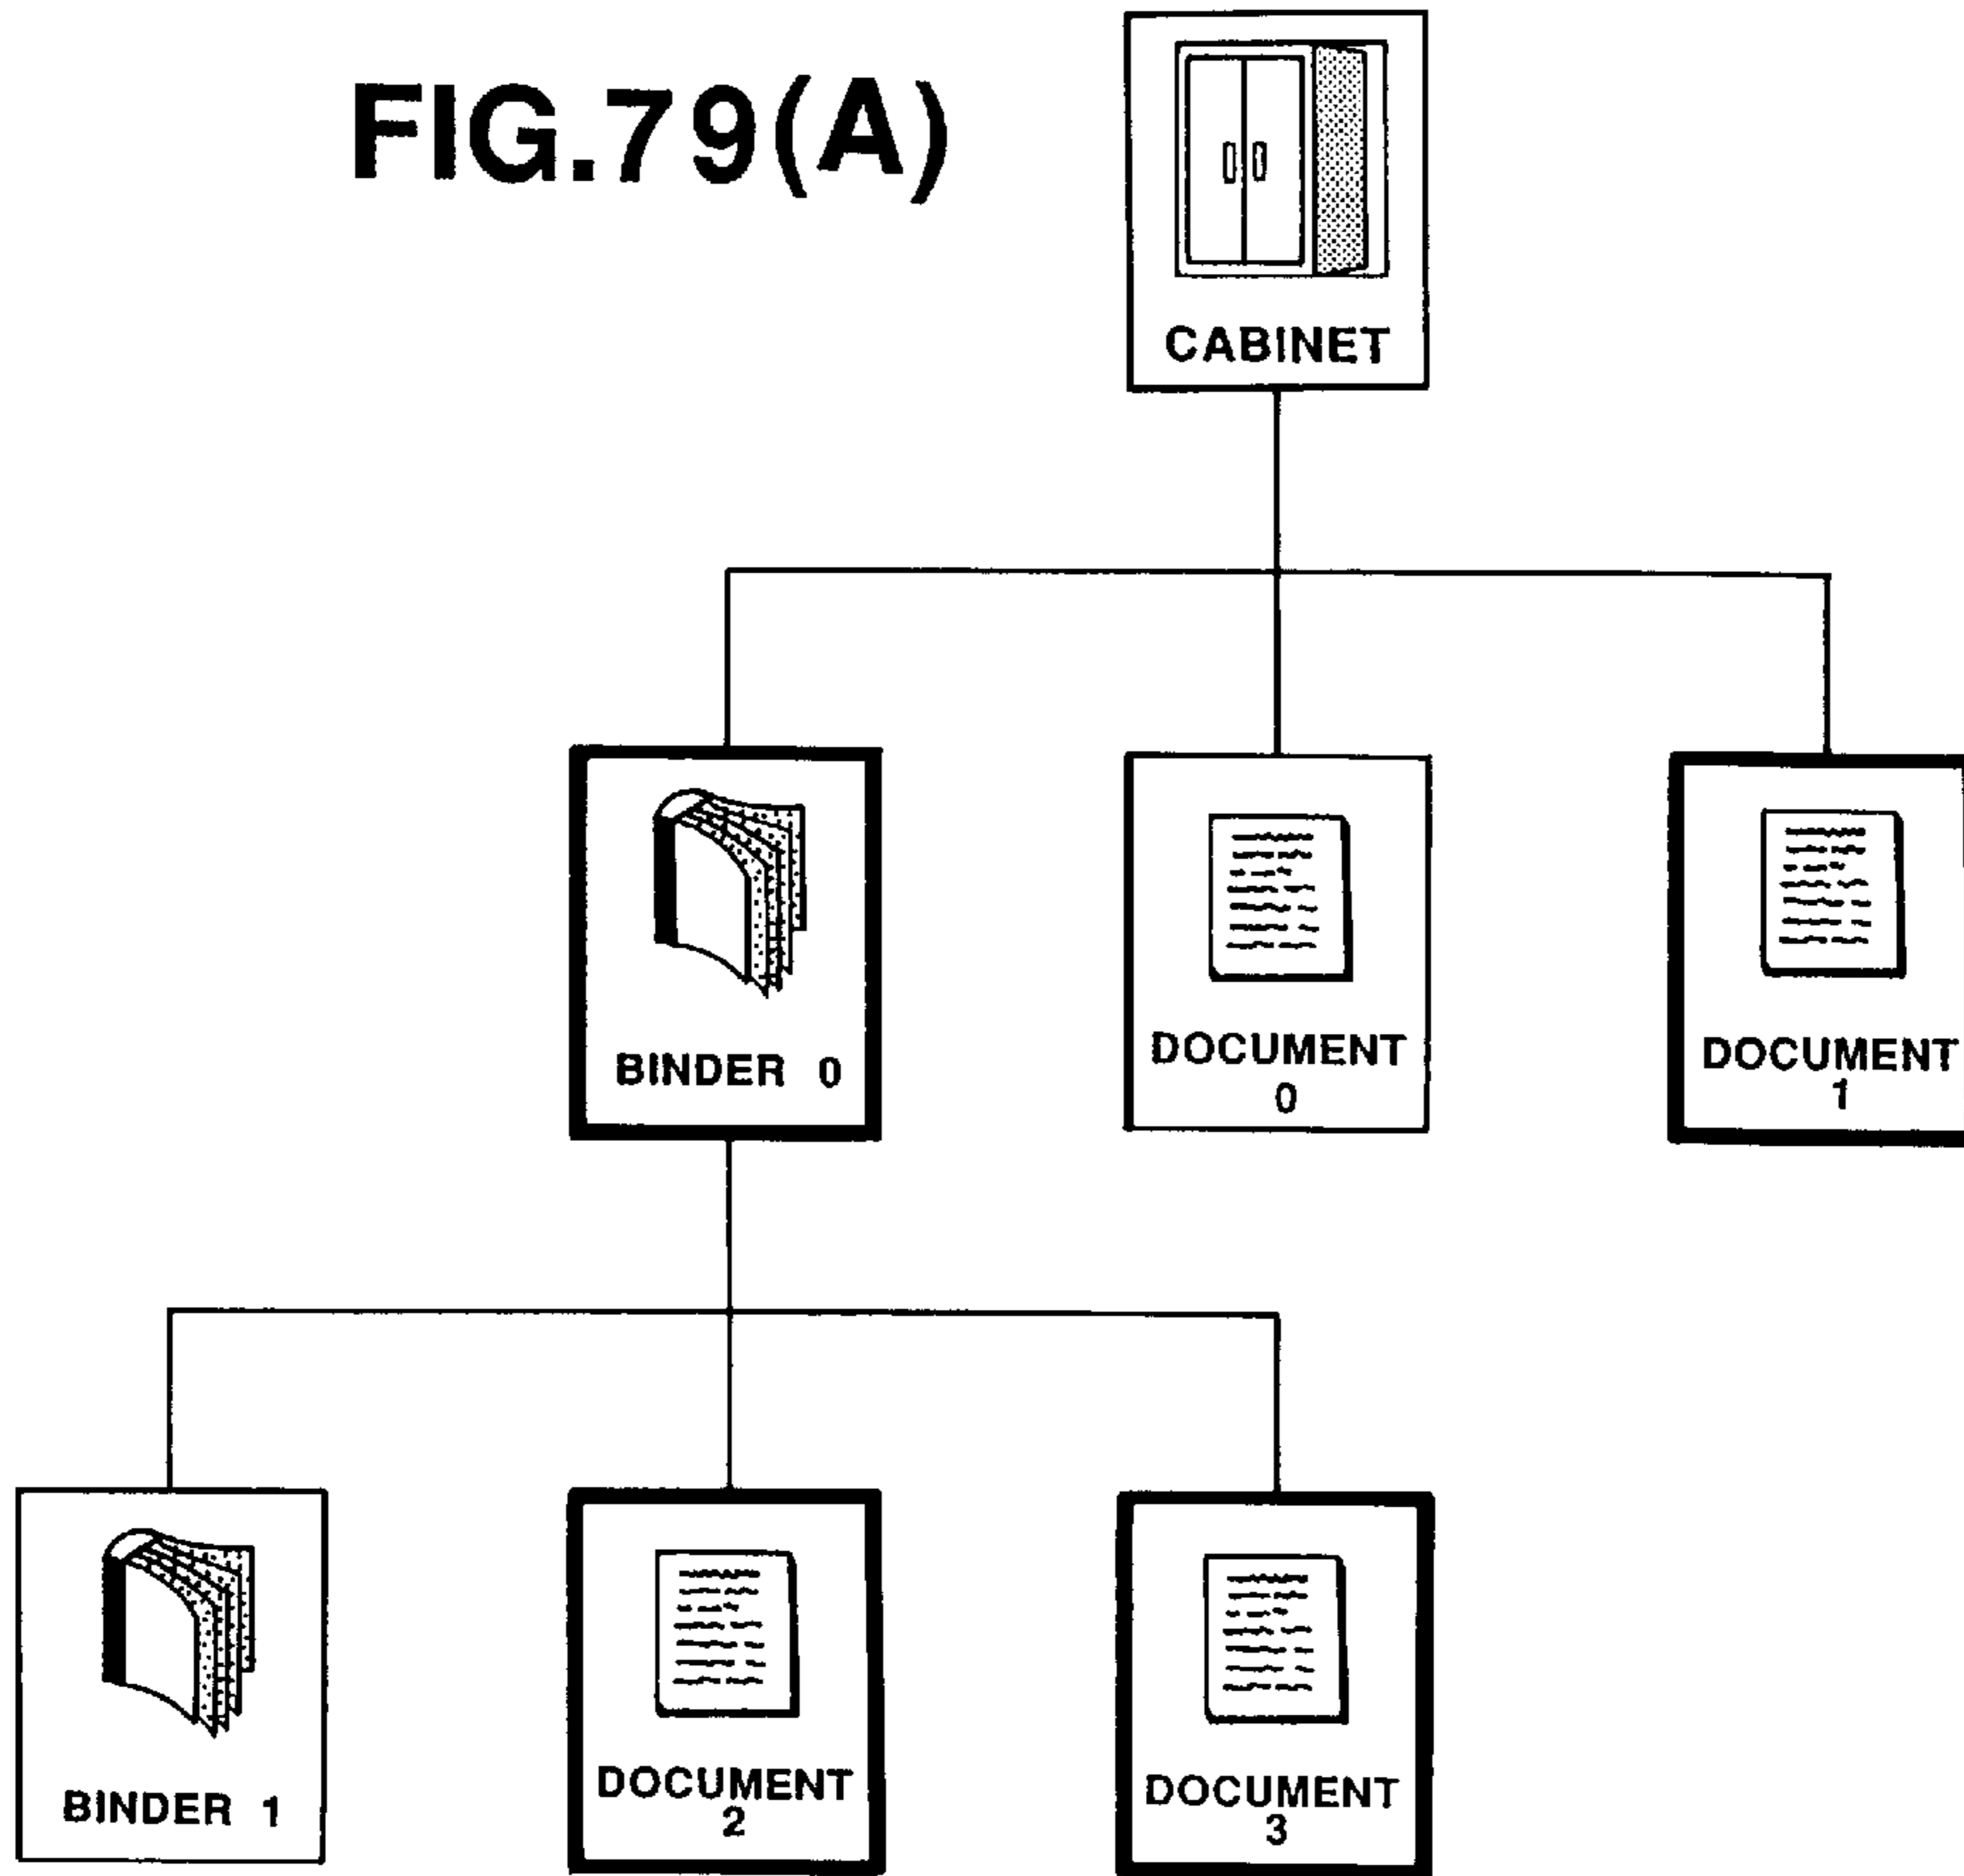 FIG.79(A)
CABINET
BINDER 0
DOCUMENT
0
DOCUMENT
1
BINDER 1
DOCUMENT
2
DOCUMENT
3